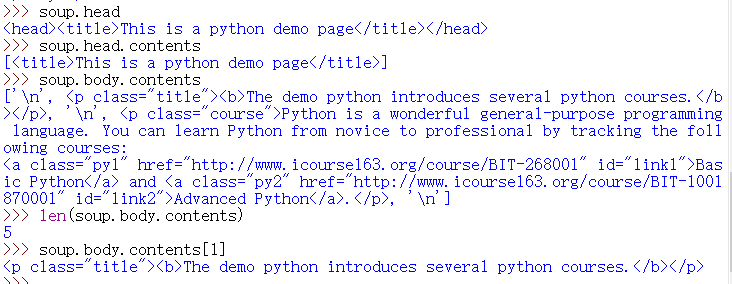 >>> soup.head
<head><title>This is a python demo page</title></head>
>>> soup.head.contents
[<title>This is a python demo page</title>]
>>> soup.body.contents
['\n', <p class="title"><b>The demo python introduces several python courses.</b
></p>, '\n', <p class="course">Python is a wonderful general-purpose programming
 language. You can learn Python from novice to professional by tracking the foll
owing courses:
<a class="py1" href="http://www.icourse163.org/course/BIT-268001" id="link1">Bas
ic Python</a> and <a class="py2" href="http://www.icourse163.org/course/BIT-1001
870001" id="link2">Advanced Python</a>.</p>, '\n']
>>> len(soup.body.contents)
5
>>> soup.body.contents[1]
<p class="title"><b>The demo python introduces several python courses.</b></p>
>>>